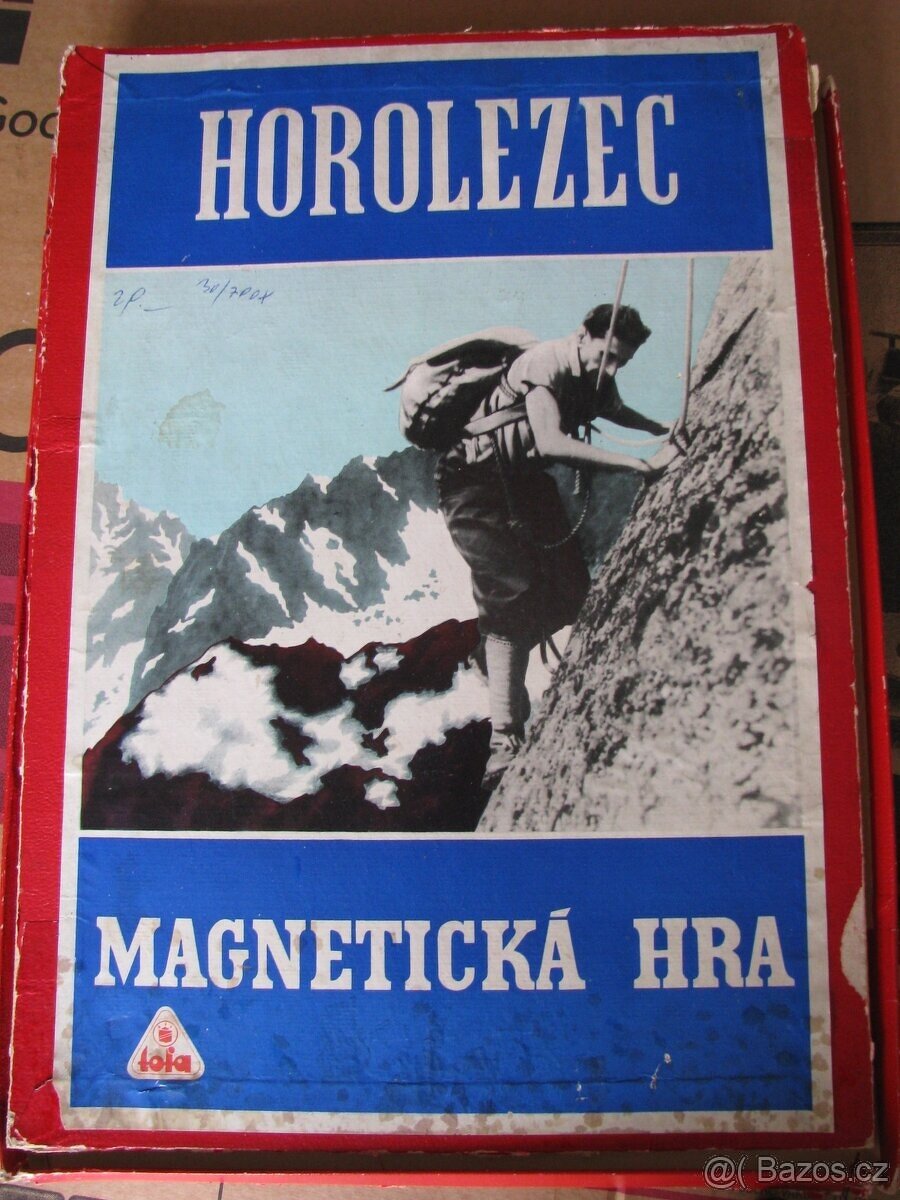 HOROLEZEC
MAGNETICKÁ HRA
tofa
@( Bazos.cz